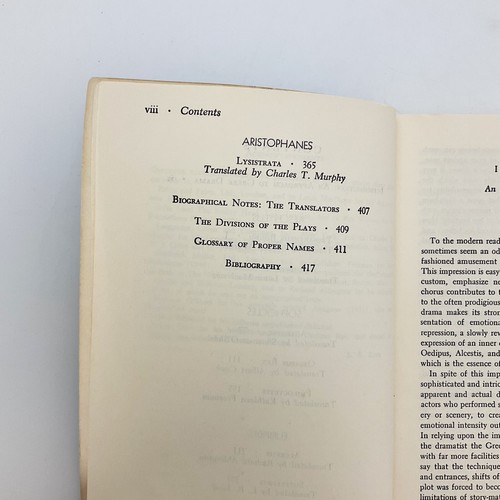 viii • Contents
ARISTOPHANES
LYSISTRATA • 365
Translated by Charles T. Murphy
BIOGRAPHICAL NOTES: THE TRANSLATORS • 407
THE DIVISIONS OF THE PLAYS • 409
GLOSSARY OF PROPER NAMES • 411
BIBLIOGRAPHY • 417
I
An
To the modern read
sometimes seem an od
fashioned amusement
This impression is easy
custom, emphasize ne
chorus contributes to t
to the often prodigious
drama makes its stron
sentation of emotiona
repression, a slowly rev
expression of an inner c
Oedipus, Alcestis, and
which is the essence of
In spite of this imp
sophisticated and intric
apparent and actual d
actors who performed s
ery or scenery, to crea
emotional intensity out
In relying upon the im
the dramatist the Gree
with far more facilities
say that the technique
and entrances, shifts of
plot was forced to beco
limitations of story-ma